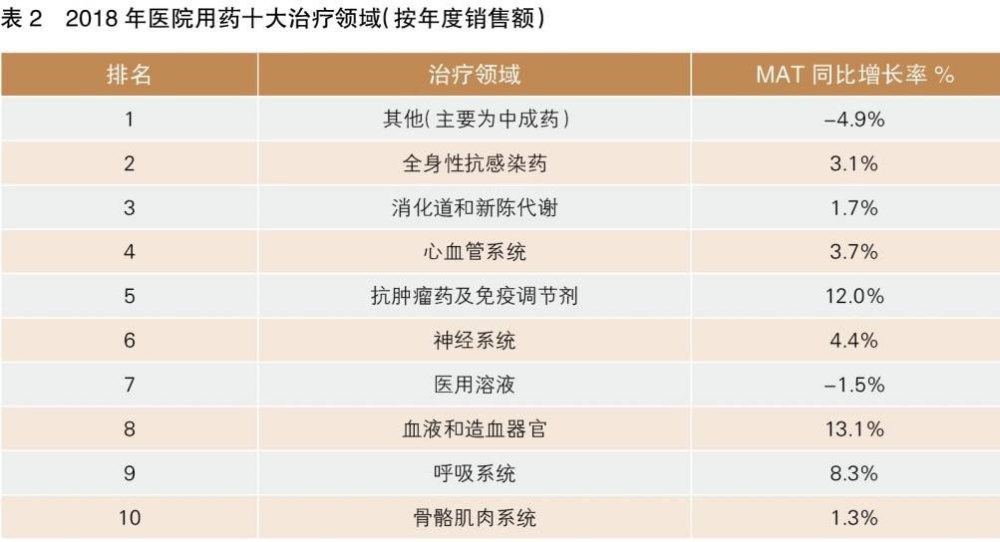 表 2 2018 年医院用药十大治疗领域(按年度销售额)
排名 治疗领域 MAT 同比增长率 %
1 其他(主要为中成药) -4.9%
2 全身性抗感染药 3.1%
3 消化道和新陈代谢 1.7%
4 心血管系统 3.7%
5 抗肿瘤药及免疫调节剂 12.0%
6 神经系统 4.4%
7 医用溶液 -1.5%
8 血液和造血器官 13.1%
9 呼吸系统 8.3%
10 骨骼肌肉系统 1.3%